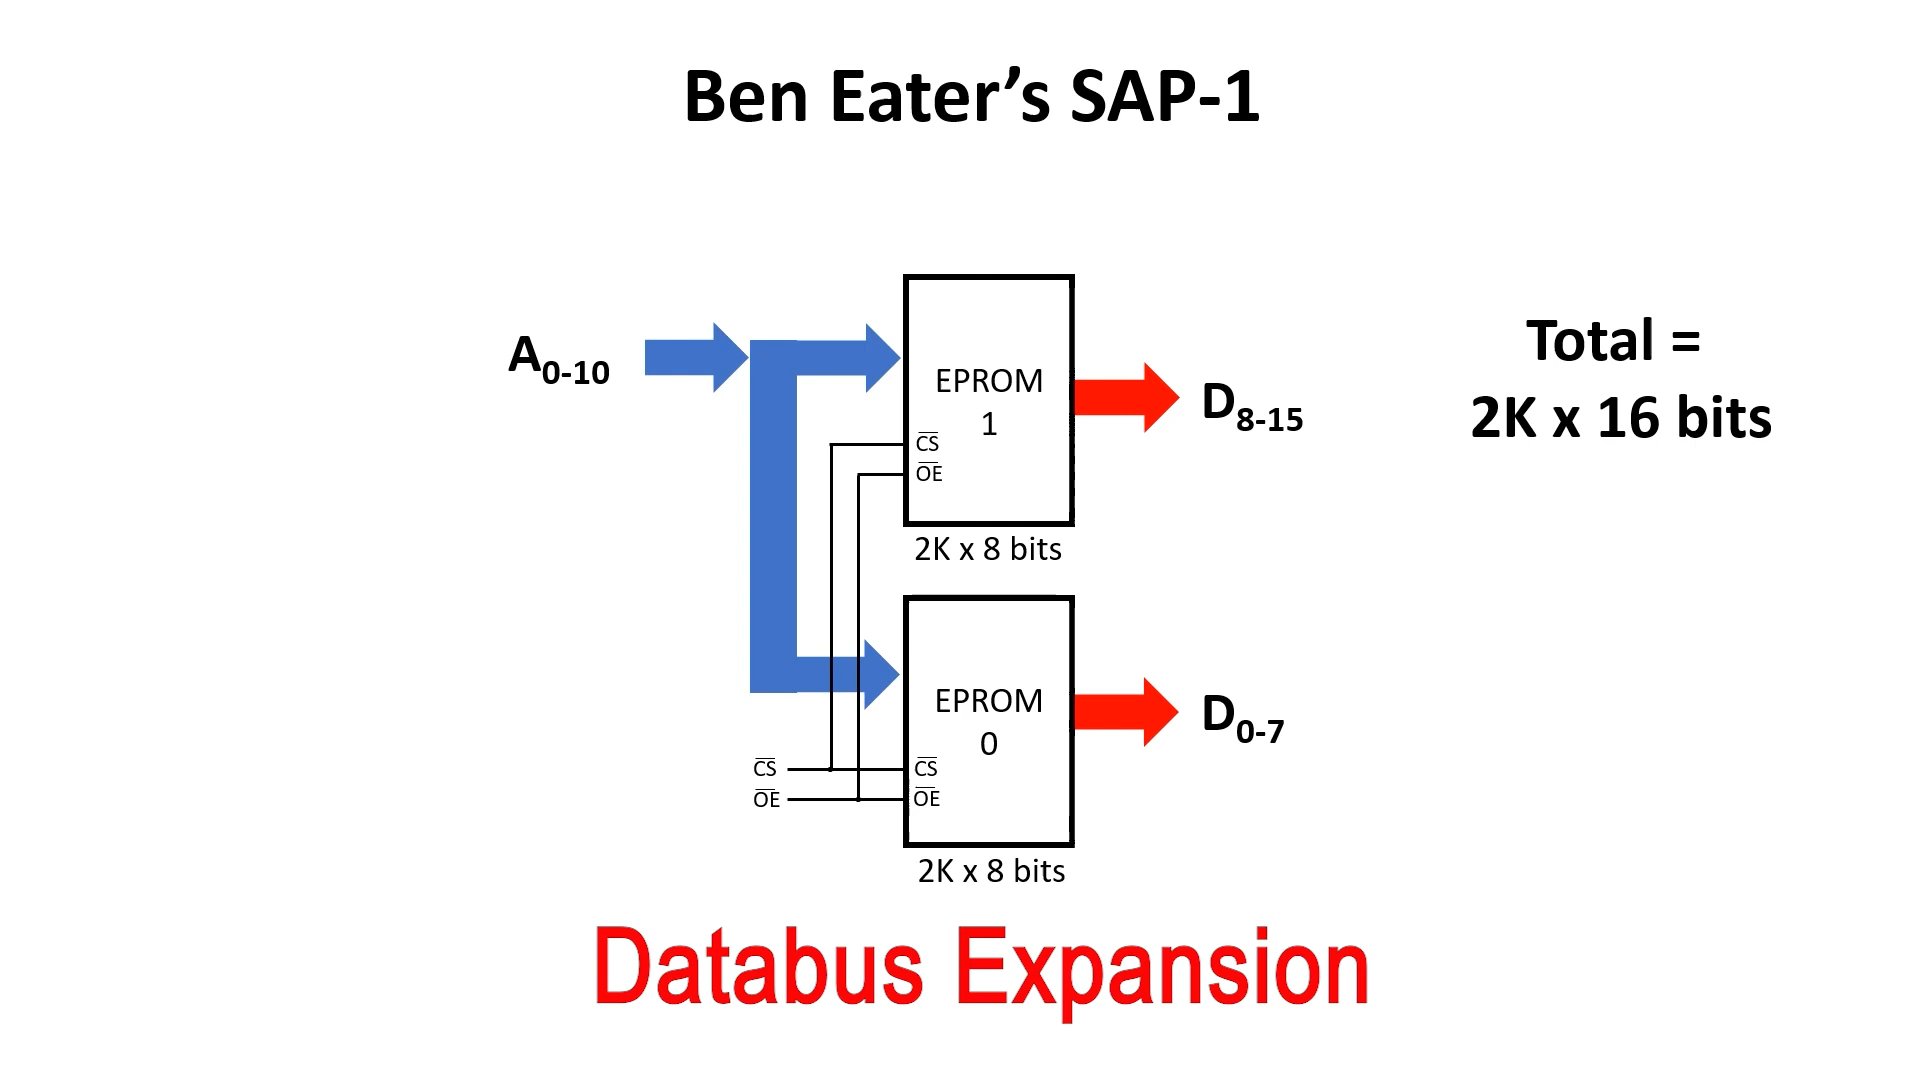 Ben Eater’s SAP-1
A0-10
EPROM
1
CS
OE
2K x 8 bits
D8-15
Total =
2K x 16 bits
EPROM
0
CS
OE
CS
OE
2K x 8 bits
D0-7
Databus Expansion